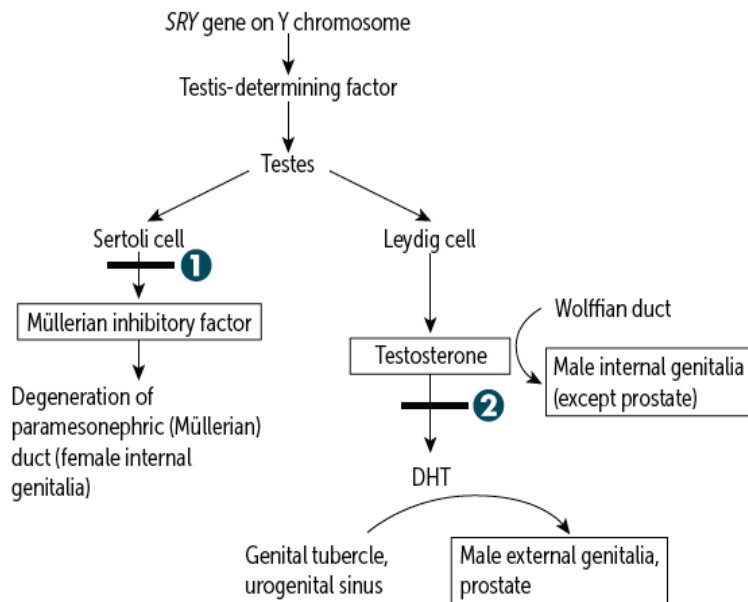 SRY gene on Y chromosome
Testis-determining factor
Testes
Sertoli cell
Leydig cell
1
Müllerian inhibitory factor
Wolffian duct
Testosterone
Male internal genitalia
(except prostate)
Degeneration of
paramesonephric (Müllerian)
duct (female internal
genitalia)
2
DHT
Genital tubercle,
urogenital sinus
Male external genitalia,
prostate